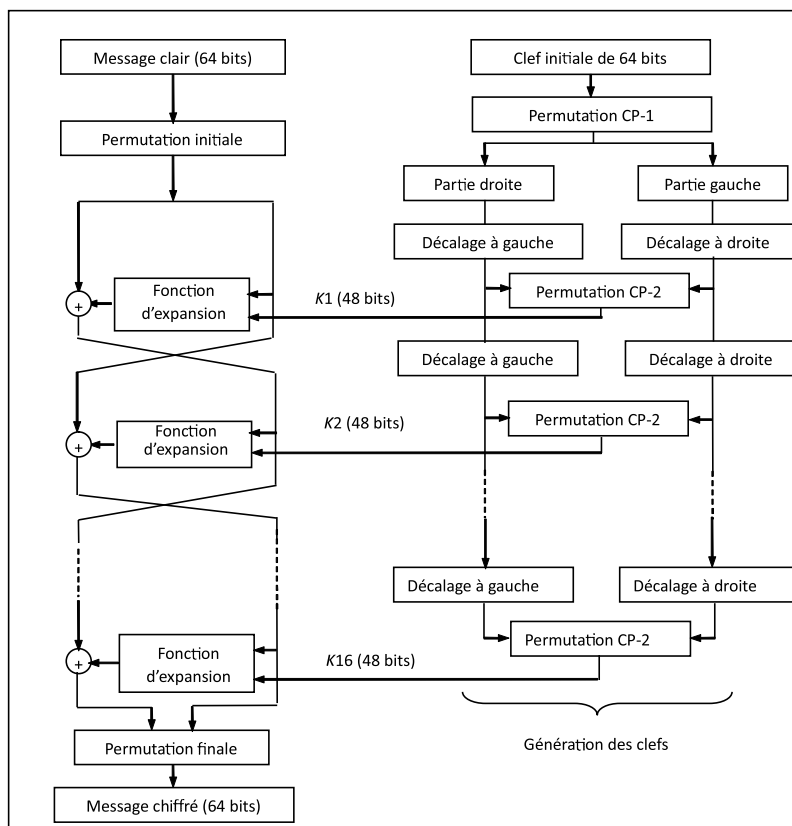 Message clair (64 bits)
Clef initiale de 64 bits
Permutation CP-1
Permutation initiale
Partie droite
Partie gauche
Décalage à gauche
Décalage à droite
Fonction
d'expansion
+
K1 (48 bits)
Permutation CP-2
Décalage à gauche
Décalage à droite
Fonction
d'expansion
+
K2 (48 bits)
Permutation CP-2
Décalage à gauche
Décalage à droite
Fonction
d'expansion
+
K16 (48 bits)
Permutation CP-2
Permutation finale
Génération des clefs
Message chiffré (64 bits)